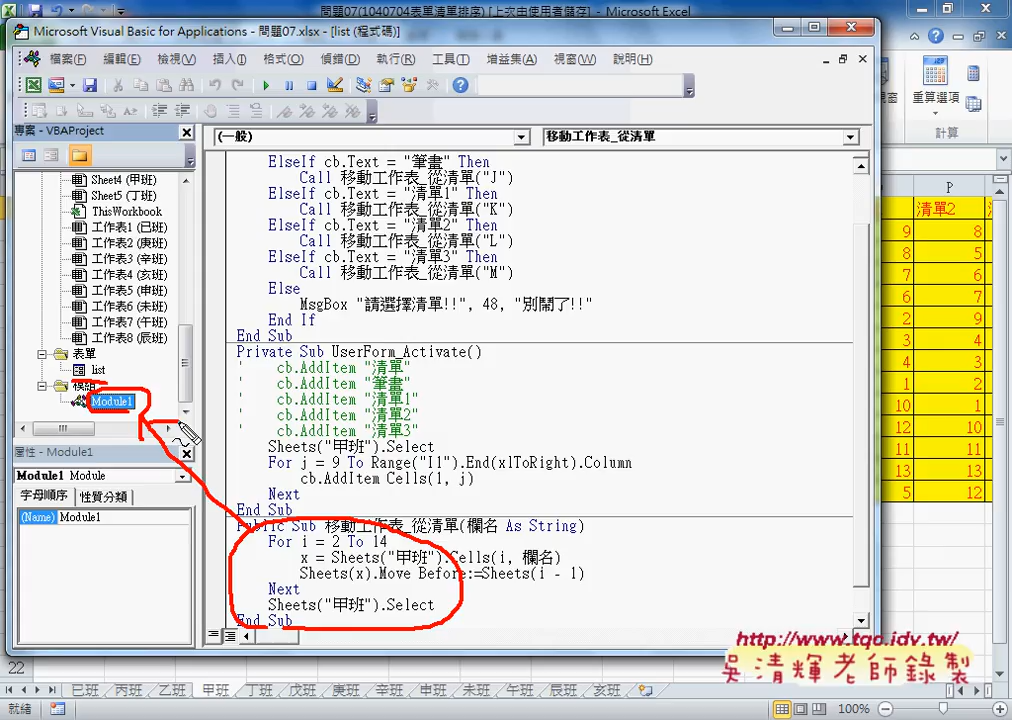 問題07(1040704表單清單排序) [上次由使用者儲存] - Microsoft Excel
Microsoft Visual Basic for Applications - 問題07.xlsx - [list (程式碼)]
檔案(F) 編輯(E) 檢視(V) 插入(I) 格式(O) 偵錯(D) 執行(R) 工具(T) 增益集(A) 視窗(W) 說明(H)
視窗 重算選項
計算
專案 - VBAProject
(一般) 移動工作表_從清單
Sheet4 (甲班)
Sheet5 (丁班)
ThisWorkbook
工作表1 (巳班)
工作表2 (庚班)
工作表3 (辛班)
工作表4 (亥班)
工作表5 (申班)
工作表6 (未班)
工作表7 (午班)
工作表8 (辰班)
表單
list
模組
Module1
屬性 - Module1
Module1 Module
字母順序 性質分類
(Name) Module1
ElseIf cb.Text = "筆畫" Then
Call 移動工作表_從清單("J")
ElseIf cb.Text = "清單1" Then
Call 移動工作表_從清單("K")
ElseIf cb.Text = "清單2" Then
Call 移動工作表_從清單("L")
ElseIf cb.Text = "清單3" Then
Call 移動工作表_從清單("M")
Else
MsgBox "請選擇清單!!", 48, "別鬧了!!"
End If
End Sub
Private Sub UserForm_Activate()
' cb.AddItem "清單"
' cb.AddItem "筆畫"
' cb.AddItem "清單1"
' cb.AddItem "清單2"
' cb.AddItem "清單3"
Sheets("甲班").Select
For j = 9 To Range("I1").End(xlToRight).Column
cb.AddItem Cells(1, j)
Next
End Sub
Public Sub 移動工作表_從清單(欄名 As String)
For i = 2 To 14
x = Sheets("甲班").Cells(i, 欄名)
Sheets(x).Move Before:=Sheets(i - 1)
Next
Sheets("甲班").Select
End Sub
P
清單2
9 8
8 5
7 6
6 7
2 9
3 4
4 3
1 2
10 1
12 10
11 11
13 13
5 12
http://www.tqc.idv.tw/
吳清輝老師錄製
22
巳班 丙班 乙班 甲班 丁班 戊班 庚班 辛班 申班 未班 午班 辰班 亥班
就緒 100%